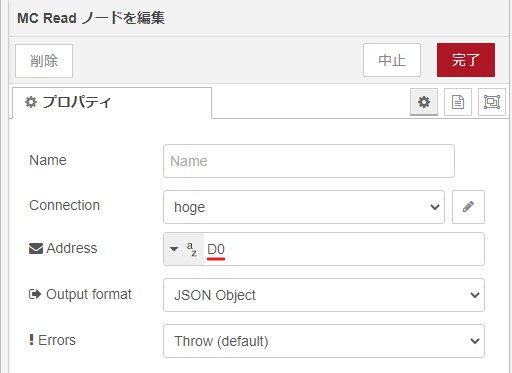 MC Read ノードを編集
削除 中止 完了
プロパティ
Name Name
Connection hoge
Address az D0
Output format JSON Object
! Errors Throw (default)